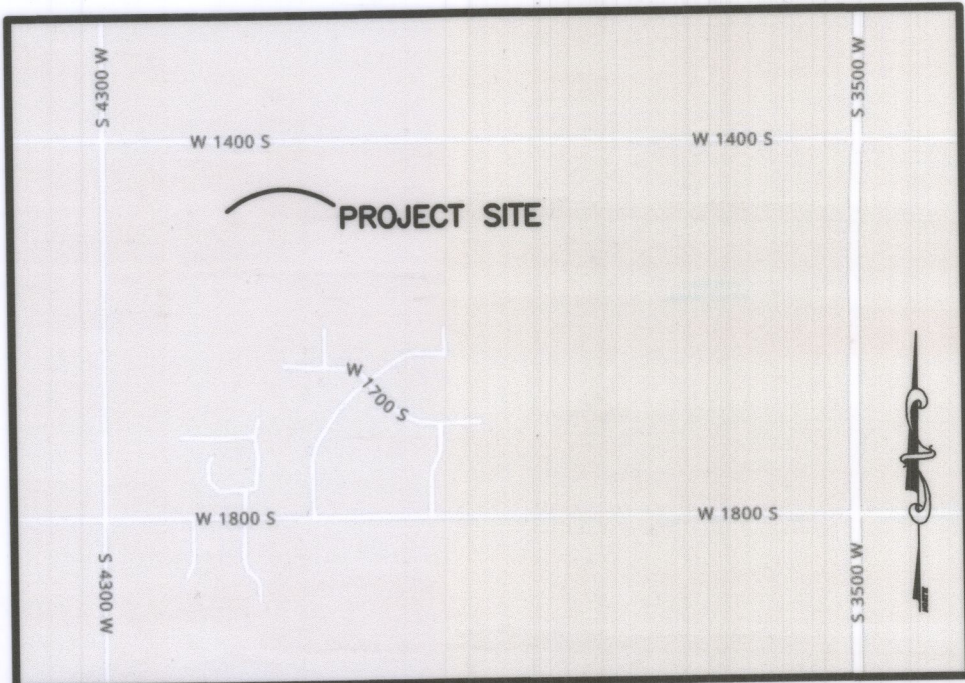 S 4300 W
S 3500 W
W 1400 S
W 1400 S
PROJECT SITE
W 1700 S
W 1800 S
W 1800 S
S 4300 W
S 3500 W